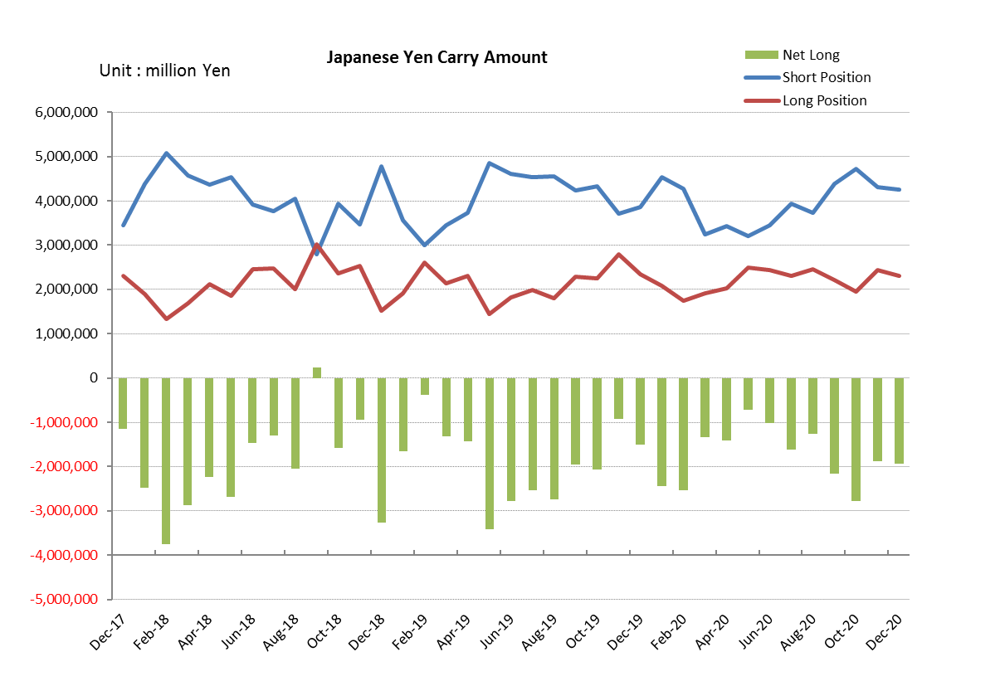 Japanese Yen Carry Amount
Unit : million Yen
Net Long
Short Position
Long Position
6,000,000
5,000,000
4,000,000
3,000,000
2,000,000
1,000,000
0
-1,000,000
-2,000,000
-3,000,000
-4,000,000
-5,000,000
Dec-17
Feb-18
Apr-18
Jun-18
Aug-18
Oct-18
Dec-18
Feb-19
Apr-19
Jun-19
Aug-19
Oct-19
Dec-19
Feb-20
Apr-20
Jun-20
Aug-20
Oct-20
Dec-20